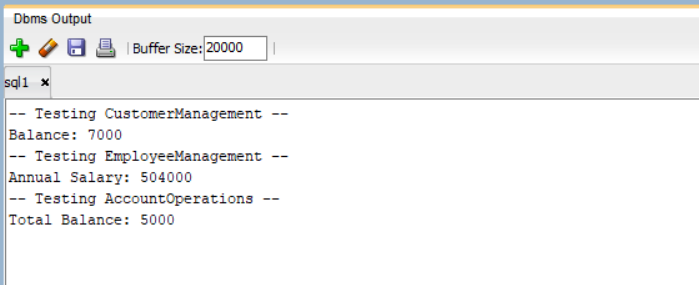 Dbms Output
Buffer Size: 20000
sql1
-- Testing CustomerManagement --
Balance: 7000
-- Testing EmployeeManagement --
Annual Salary: 504000
-- Testing AccountOperations --
Total Balance: 5000